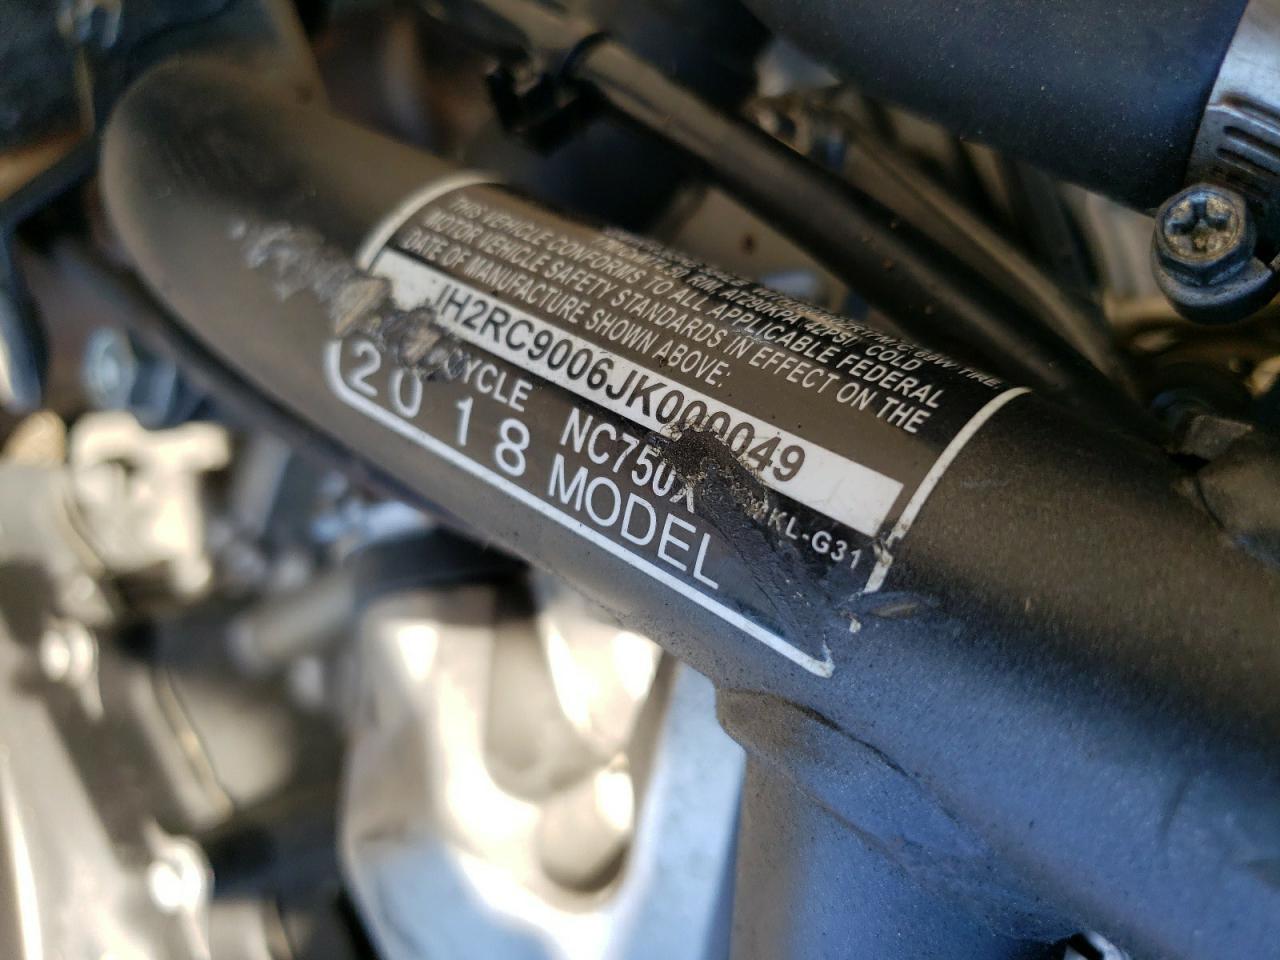 THIS VEHICLE CONFORMS TO ALL APPLICABLE FEDERAL
MOTOR VEHICLE SAFETY STANDARDS IN EFFECT ON THE
DATE OF MANUFACTURE SHOWN ABOVE:
JH2RC9006JK000049
CYCLE NC750X KL-G31
2018 MODEL